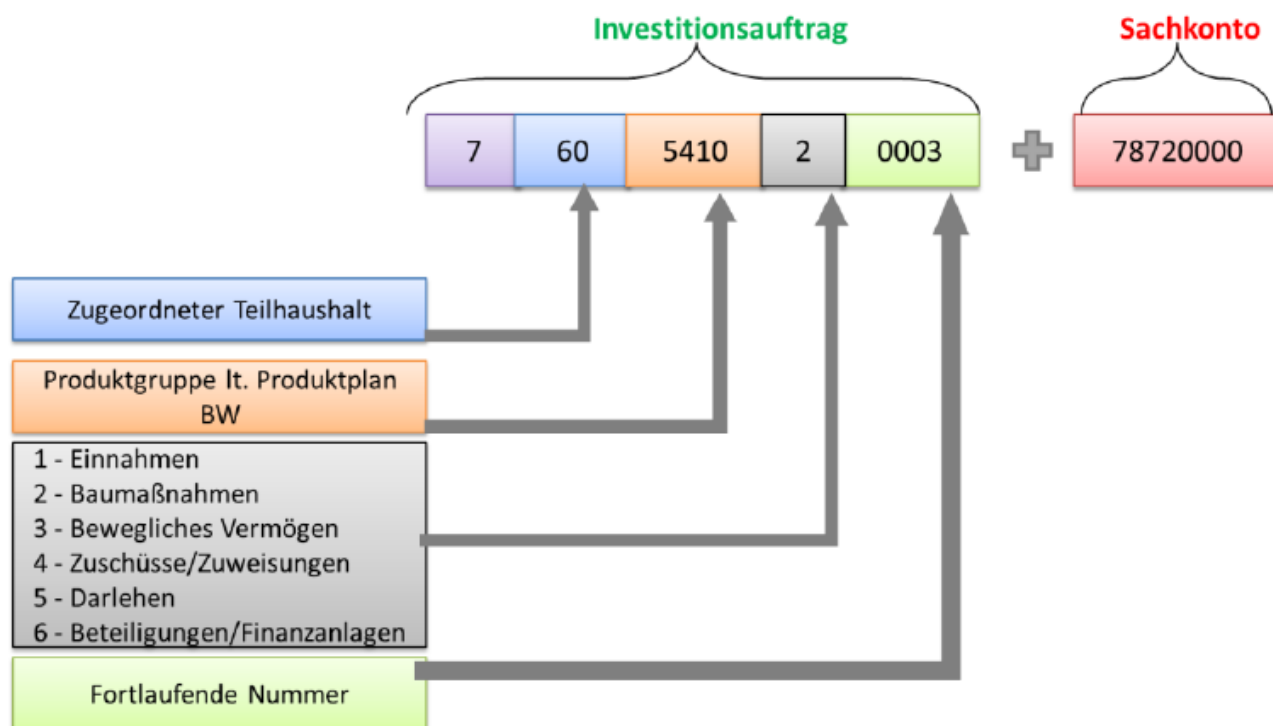 Investitionsauftrag
Sachkonto
7 60 5410 2 0003 78720000
Zugeordneter Teilhaushalt
Produktgruppe lt. Produktplan
BW
1 - Einnahmen
2 - Baumaßnahmen
3 - Bewegliches Vermögen
4 - Zuschüsse/Zuweisungen
5 - Darlehen
6 - Beteiligungen/Finanzanlagen
Fortlaufende Nummer